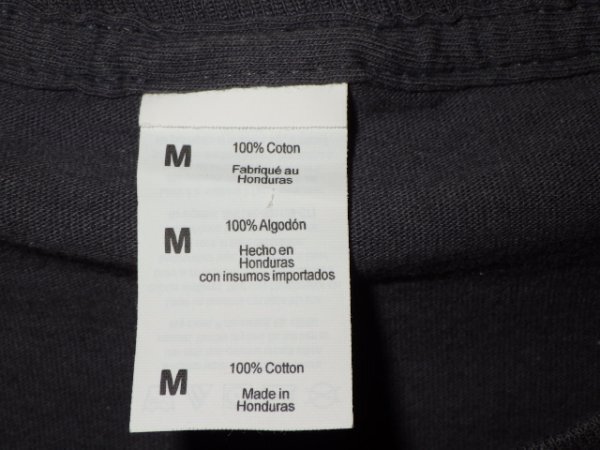 M
100% Coton
Fabriqué au
Honduras
M
100% Algodón
Hecho en
Honduras
con insumos importados
M
100% Cotton
Made in
Honduras